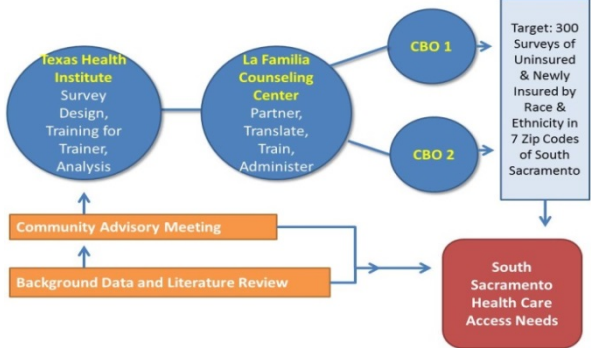 Texas Health
Institute
Survey
Design,
Training for
Trainer,
Analysis
La Familia
Counseling
Center
Partner,
Translate,
Train,
Administer
CBO 1
CBO 2
Target: 300
Surveys of
Uninsured
& Newly
Insured by
Race &
Ethnicity in
7 Zip Codes
of South
Sacramento
Community Advisory Meeting
Background Data and Literature Review
South
Sacramento
Health Care
Access Needs